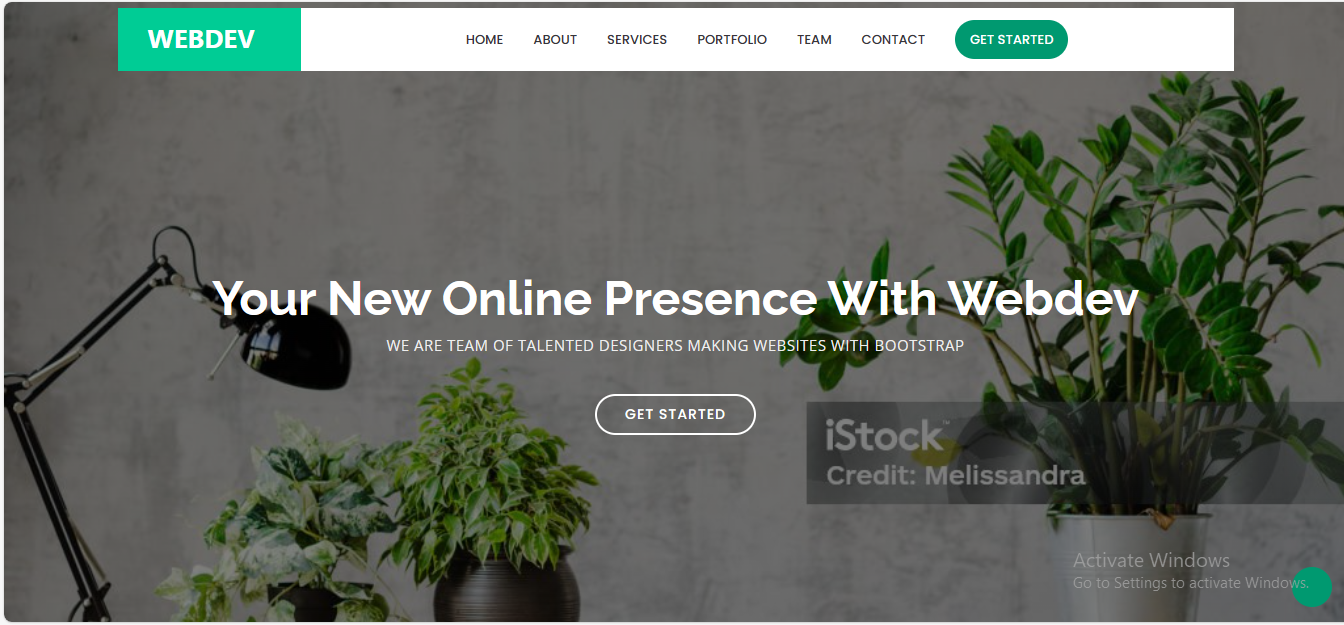 WEBDEV
HOME ABOUT SERVICES PORTFOLIO TEAM CONTACT GET STARTED
Your New Online Presence With Webdev
WE ARE TEAM OF TALENTED DESIGNERS MAKING WEBSITES WITH BOOTSTRAP
GET STARTED
iStock™
Credit: Melissandra
Activate Windows
Go to Settings to activate Windows.